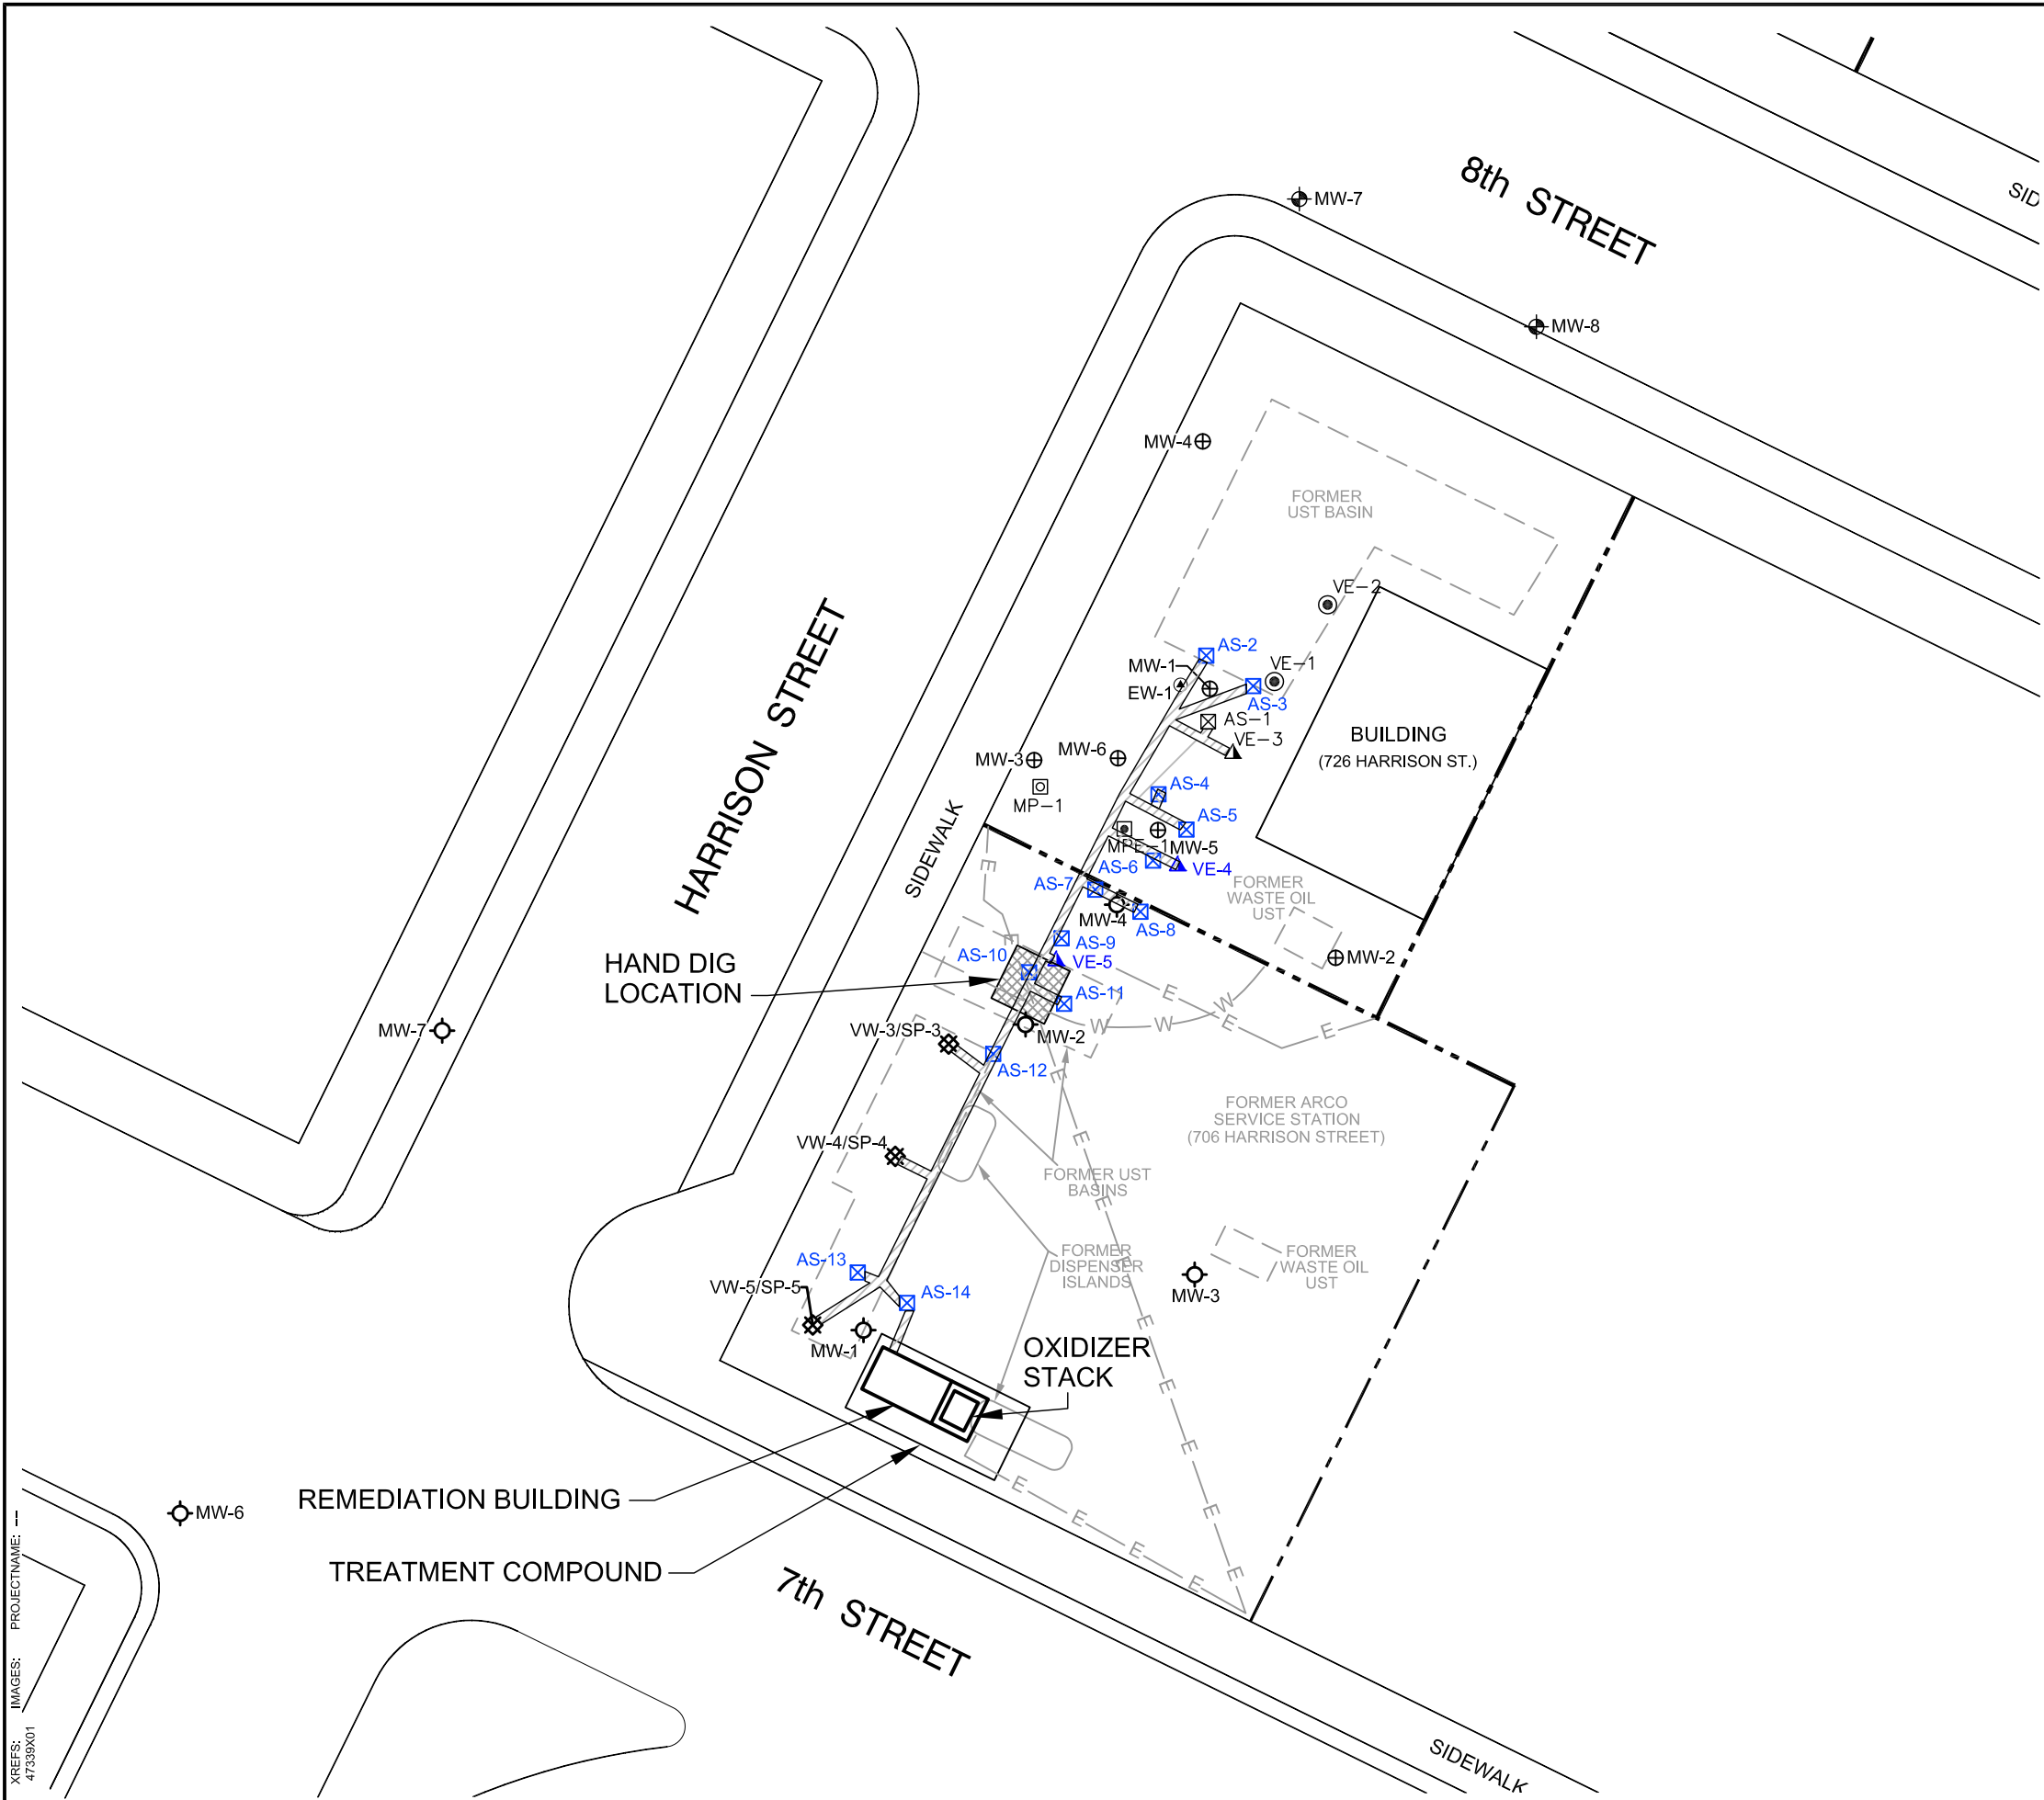 8th STREET
SID
MW-7
MW-8
MW-4
FORMER
UST BASIN
VE-2
AS-2
MW-1
VE-1
EW-1
AS-3
AS-1
VE-3
BUILDING
(726 HARRISON ST.)
HARRISON STREET
MW-3
MW-6
MP-1
AS-4
SIDEWALK
AS-5
MPE-1
MW-5
AS-6
VE-4
AS-7
FORMER
WASTE OIL
UST
MW-4
AS-8
AS-9
AS-10
VE-5
MW-2
HAND DIG
LOCATION
AS-11
MW-7
VW-3/SP-3
MW-2
AS-12
E
E
E
E
E
W
W
W
E
FORMER ARCO
SERVICE STATION
(706 HARRISON STREET)
VW-4/SP-4
E
FORMER UST
BASINS
E
AS-13
FORMER
DISPENSER
ISLANDS
E
FORMER
WASTE OIL
UST
VW-5/SP-5
AS-14
MW-3
MW-1
E
OXIDIZER
STACK
E
E
E
E
E
E
E
E
REMEDIATION BUILDING
MW-6
TREATMENT COMPOUND
7th STREET
SIDEWALK
XREFS: IMAGES: PROJECTNAME: --
47339X01